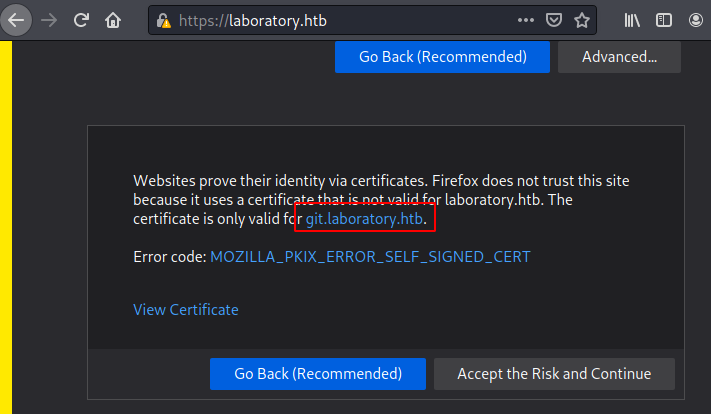 https://laboratory.htb
Go Back (Recommended)
Advanced...
Websites prove their identity via certificates. Firefox does not trust this site
because it uses a certificate that is not valid for laboratory.htb. The
certificate is only valid for git.laboratory.htb.
Error code: MOZILLA_PKIX_ERROR_SELF_SIGNED_CERT
View Certificate
Go Back (Recommended)
Accept the Risk and Continue